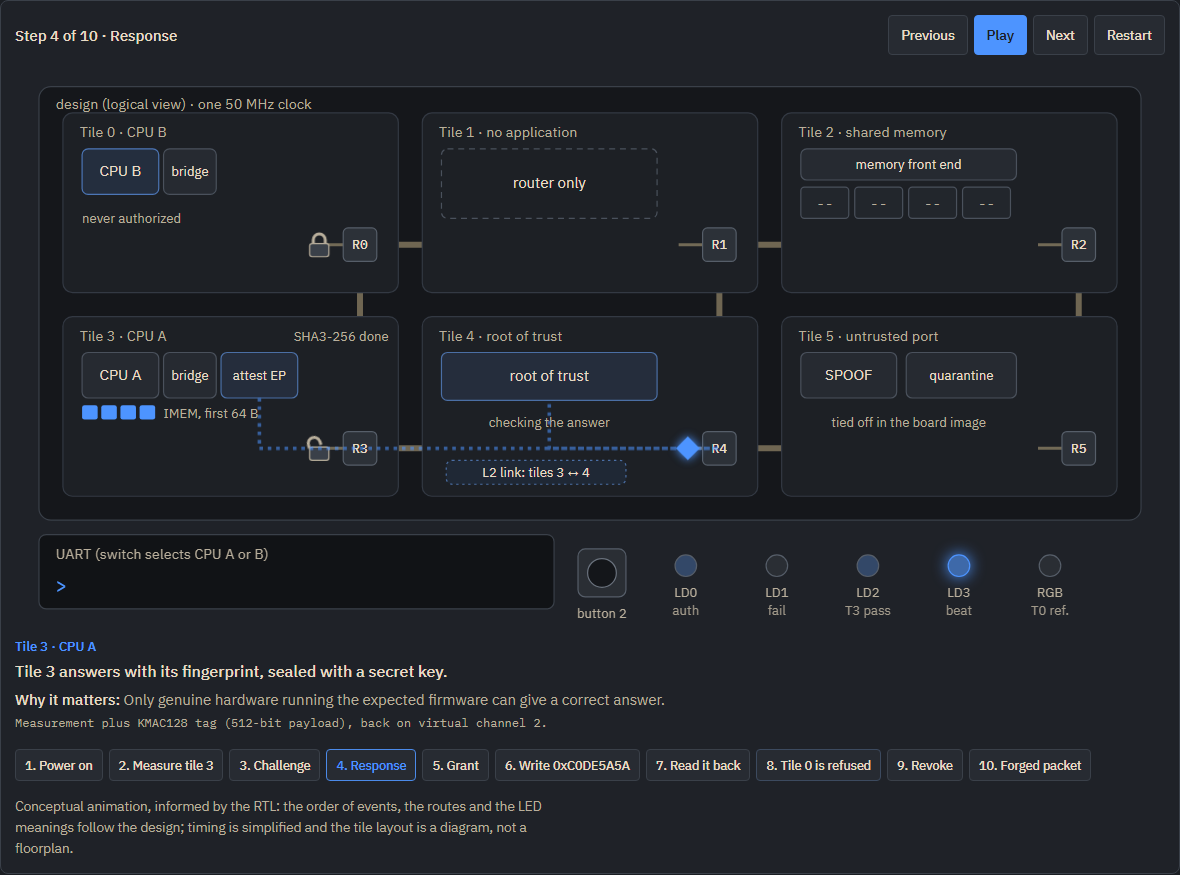 Step 4 of 10 · Response
Previous
Play
Next
Restart
design (logical view) · one 50 MHz clock
Tile 0 · CPU B
CPU B
bridge
never authorized
R0
Tile 1 · no application
router only
R1
Tile 2 · shared memory
memory front end
-- -- -- --
R2
Tile 3 · CPU A
SHA3-256 done
CPU A
bridge
attest EP
IMEM, first 64 B
R3
Tile 4 · root of trust
root of trust
checking the answer
R4
L2 link: tiles 3 ↔ 4
Tile 5 · untrusted port
SPOOF
quarantine
tied off in the board image
R5
UART (switch selects CPU A or B)
>
button 2
LD0
auth
LD1
fail
LD2
T3 pass
LD3
beat
RGB
T0 ref.
Tile 3 · CPU A
Tile 3 answers with its fingerprint, sealed with a secret key.
Why it matters: Only genuine hardware running the expected firmware can give a correct answer.
Measurement plus KMAC128 tag (512-bit payload), back on virtual channel 2.
1. Power on
2. Measure tile 3
3. Challenge
4. Response
5. Grant
6. Write 0xC0DE5A5A
7. Read it back
8. Tile 0 is refused
9. Revoke
10. Forged packet
Conceptual animation, informed by the RTL: the order of events, the routes and the LED
meanings follow the design; timing is simplified and the tile layout is a diagram, not a
floorplan.